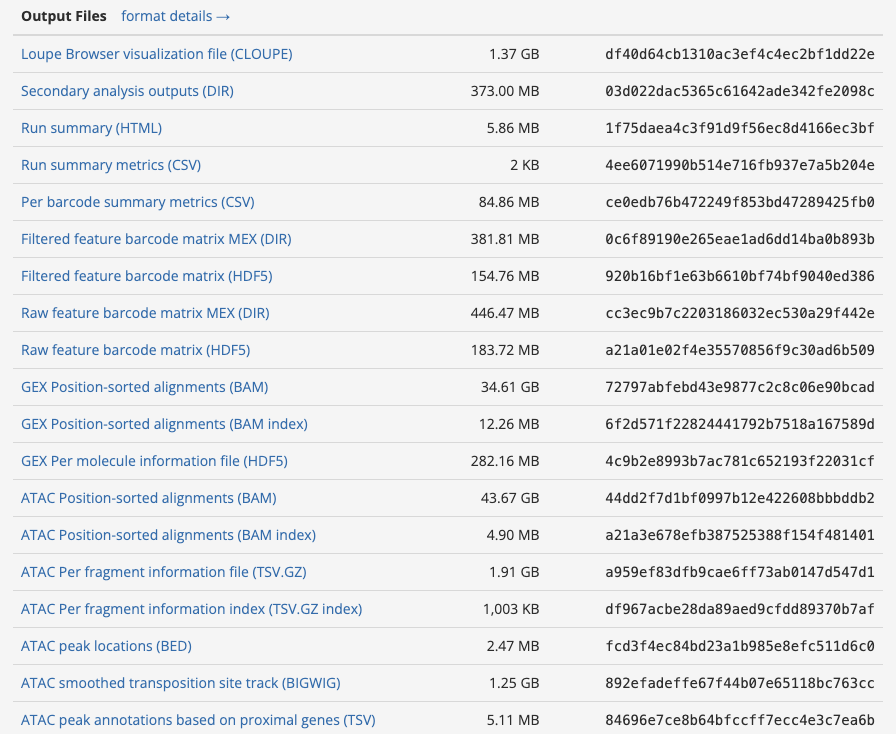 Output Files format details →
Loupe Browser visualization file (CLOUPE) 1.37 GB df40d64cb1310ac3ef4c4ec2bf1dd22e
Secondary analysis outputs (DIR) 373.00 MB 03d022dac5365c61642ade342fe2098c
Run summary (HTML) 5.86 MB 1f75daea4c3f91d9f56ec8d4166ec3bf
Run summary metrics (CSV) 2 KB 4ee6071990b514e716fb937e7a5b204e
Per barcode summary metrics (CSV) 84.86 MB ce0edb76b472249f853bd47289425fb0
Filtered feature barcode matrix MEX (DIR) 381.81 MB 0c6f89190e265eae1ad6dd14ba0b893b
Filtered feature barcode matrix (HDF5) 154.76 MB 920b16bf1e63b6610bf74bf9040ed386
Raw feature barcode matrix MEX (DIR) 446.47 MB cc3ec9b7c2203186032ec530a29f442e
Raw feature barcode matrix (HDF5) 183.72 MB a21a01e02f4e35570856f9c30ad6b509
GEX Position-sorted alignments (BAM) 34.61 GB 72797abfebd43e9877c2c8c06e90bcad
GEX Position-sorted alignments (BAM index) 12.26 MB 6f2d571f22824441792b7518a167589d
GEX Per molecule information file (HDF5) 282.16 MB 4c9b2e8993b7ac781c652193f22031cf
ATAC Position-sorted alignments (BAM) 43.67 GB 44dd2f7d1bf0997b12e422608bbbddb2
ATAC Position-sorted alignments (BAM index) 4.90 MB a21a3e678efb387525388f154f481401
ATAC Per fragment information file (TSV.GZ) 1.91 GB a959ef83dfb9cae6ff73ab0147d547d1
ATAC Per fragment information index (TSV.GZ index) 1,003 KB df967acbe28da89aed9cfdd89370b7af
ATAC peak locations (BED) 2.47 MB fcd3f4ec84bd23a1b985e8efc511d6c0
ATAC smoothed transposition site track (BIGWIG) 1.25 GB 892efadeffe67f44b07e65118bc763cc
ATAC peak annotations based on proximal genes (TSV) 5.11 MB 84696e7ce8b64bfccff7ecc4e3c7ea6b